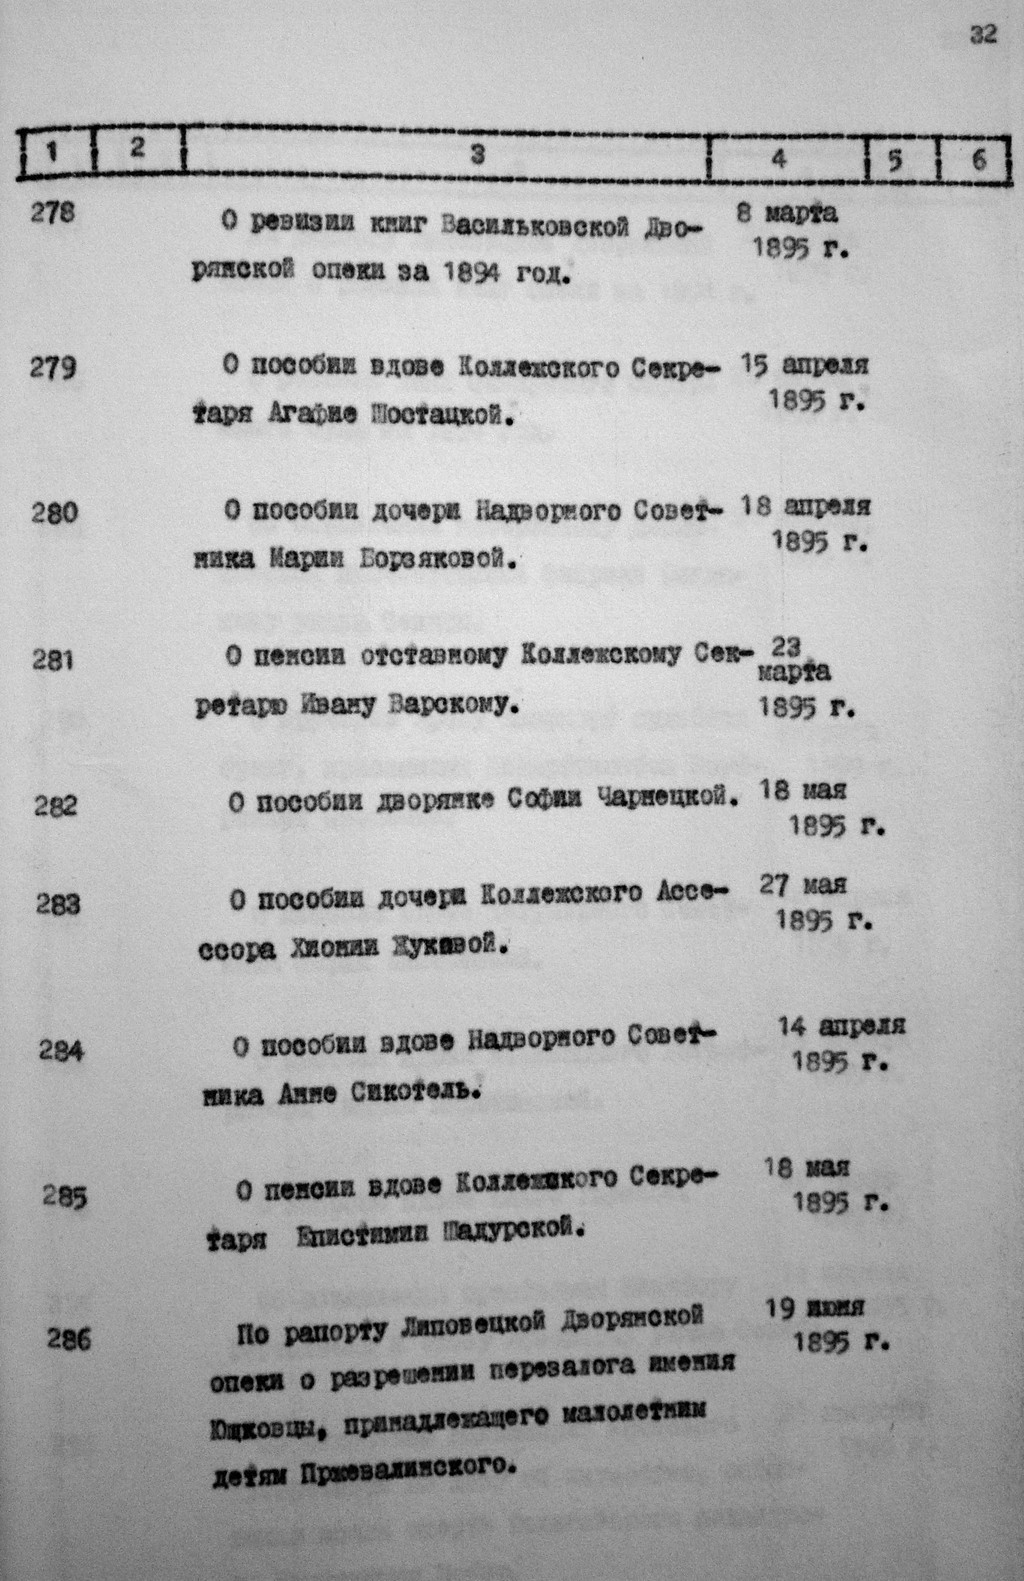 32
1 2 3 4 5 6
278 О ревизии книг Васильковской Дво- 8 марта
1895 г.
рянской опеки за 1894 год.
279 О пособии вдове Коллежского Секре- 15 апреля
1895 г.
таря Агафие Шостацкой.
280 О пособии дочери Надворного Совет- 18 апреля
1895 г.
ника Марии Борзяковой.
281 О пенсии отставному Коллежскому Сек- 23
марта
ретарю Ивану Варскому. 1895 г.
282 О пособии дворянке Софии Чарнецкой. 18 мая
1895 г.
283 О пособии дочери Коллежского Ассе- 27 мая
1895 г.
ссора Хионии
284 О пособии вдове Надворного Совет- 14 апреля
1895 г.
ника Анне Сикотель.
285 О пенсии вдове Коллежского Секре- 18 мая
1895 г.
таря Епистимии Шадурской.
286 По рапорту Липовецкой Дворянской 19 июня
1895 г.
опеки о разрешении перезалога имения
Ющковцы, принадлежащего малолетним
детям Пржевалинского.